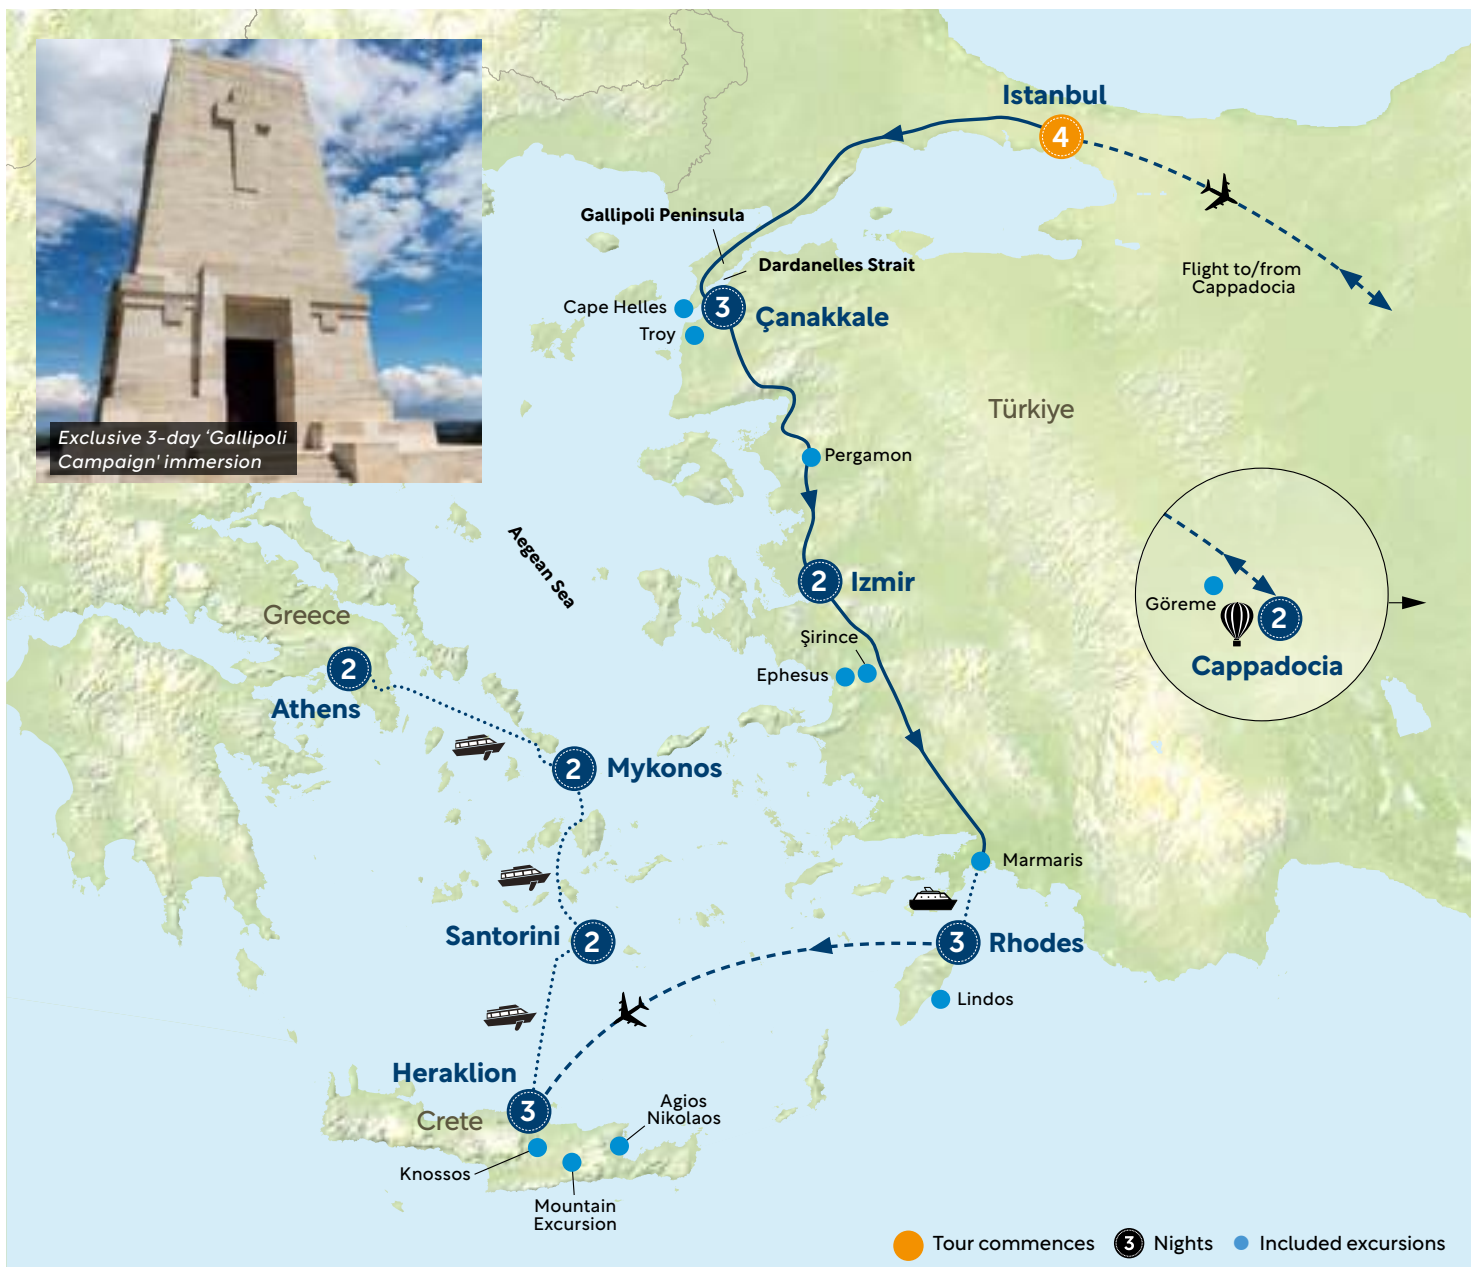 Exclusive 3-day ‘Gallipoli
Campaign' immersion
Istanbul
4
Gallipoli Peninsula
Dardanelles Strait
Flight to/from
Cappadocia
Cape Helles
3
Çanakkale
Troy
Türkiye
Pergamon
Aegean Sea
2
Izmir
Göreme
2
Cappadocia
Greece
Şirince
Ephesus
2
Athens
2
Mykonos
Marmaris
Santorini
2
3
Rhodes
Lindos
Heraklion
3
Crete
Agios
Nikolaos
Knossos
Mountain
Excursion
Tour commences
3
Nights
Included excursions